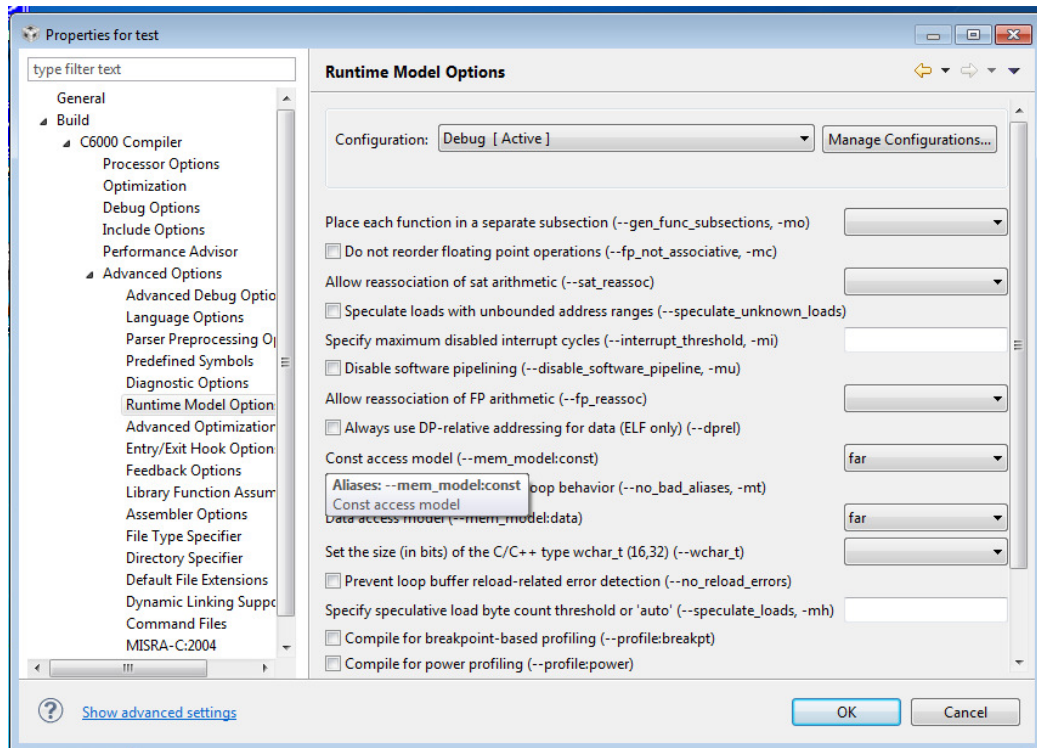 Properties for test
type filter text
General
Build
C6000 Compiler
Processor Options
Optimization
Debug Options
Include Options
Performance Advisor
Advanced Options
Advanced Debug Optio
Language Options
Parser Preprocessing Op
Predefined Symbols
Diagnostic Options
Runtime Model Option
Advanced Optimization
Entry/Exit Hook Option
Feedback Options
Library Function Assum
Assembler Options
File Type Specifier
Directory Specifier
Default File Extensions
Dynamic Linking Suppo
Command Files
MISRA-C:2004
Runtime Model Options
Configuration: Debug [ Active ] Manage Configurations...
Place each function in a separate subsection (--gen_func_subsections, -mo)
Do not reorder floating point operations (--fp_not_associative, -mc)
Allow reassociation of sat arithmetic (--sat_reassoc)
Speculate loads with unbounded address ranges (--speculate_unknown_loads)
Specify maximum disabled interrupt cycles (--interrupt_threshold, -mi)
Disable software pipelining (--disable_software_pipeline, -mu)
Allow reassociation of FP arithmetic (--fp_reassoc)
Always use DP-relative addressing for data (ELF only) (--dprel)
Const access model (--mem_model:const) far
Aliases: --mem_model:const oop behavior (--no_bad_aliases, -mt)
Const access model
Data access model (--mem_model:data) far
Set the size (in bits) of the C/C++ type wchar_t (16,32) (--wchar_t)
Prevent loop buffer reload-related error detection (--no_reload_errors)
Specify speculative load byte count threshold or 'auto' (--speculate_loads, -mh)
Compile for breakpoint-based profiling (--profile:breakpt)
Compile for power profiling (--profile:power)
Show advanced settings
OK
Cancel